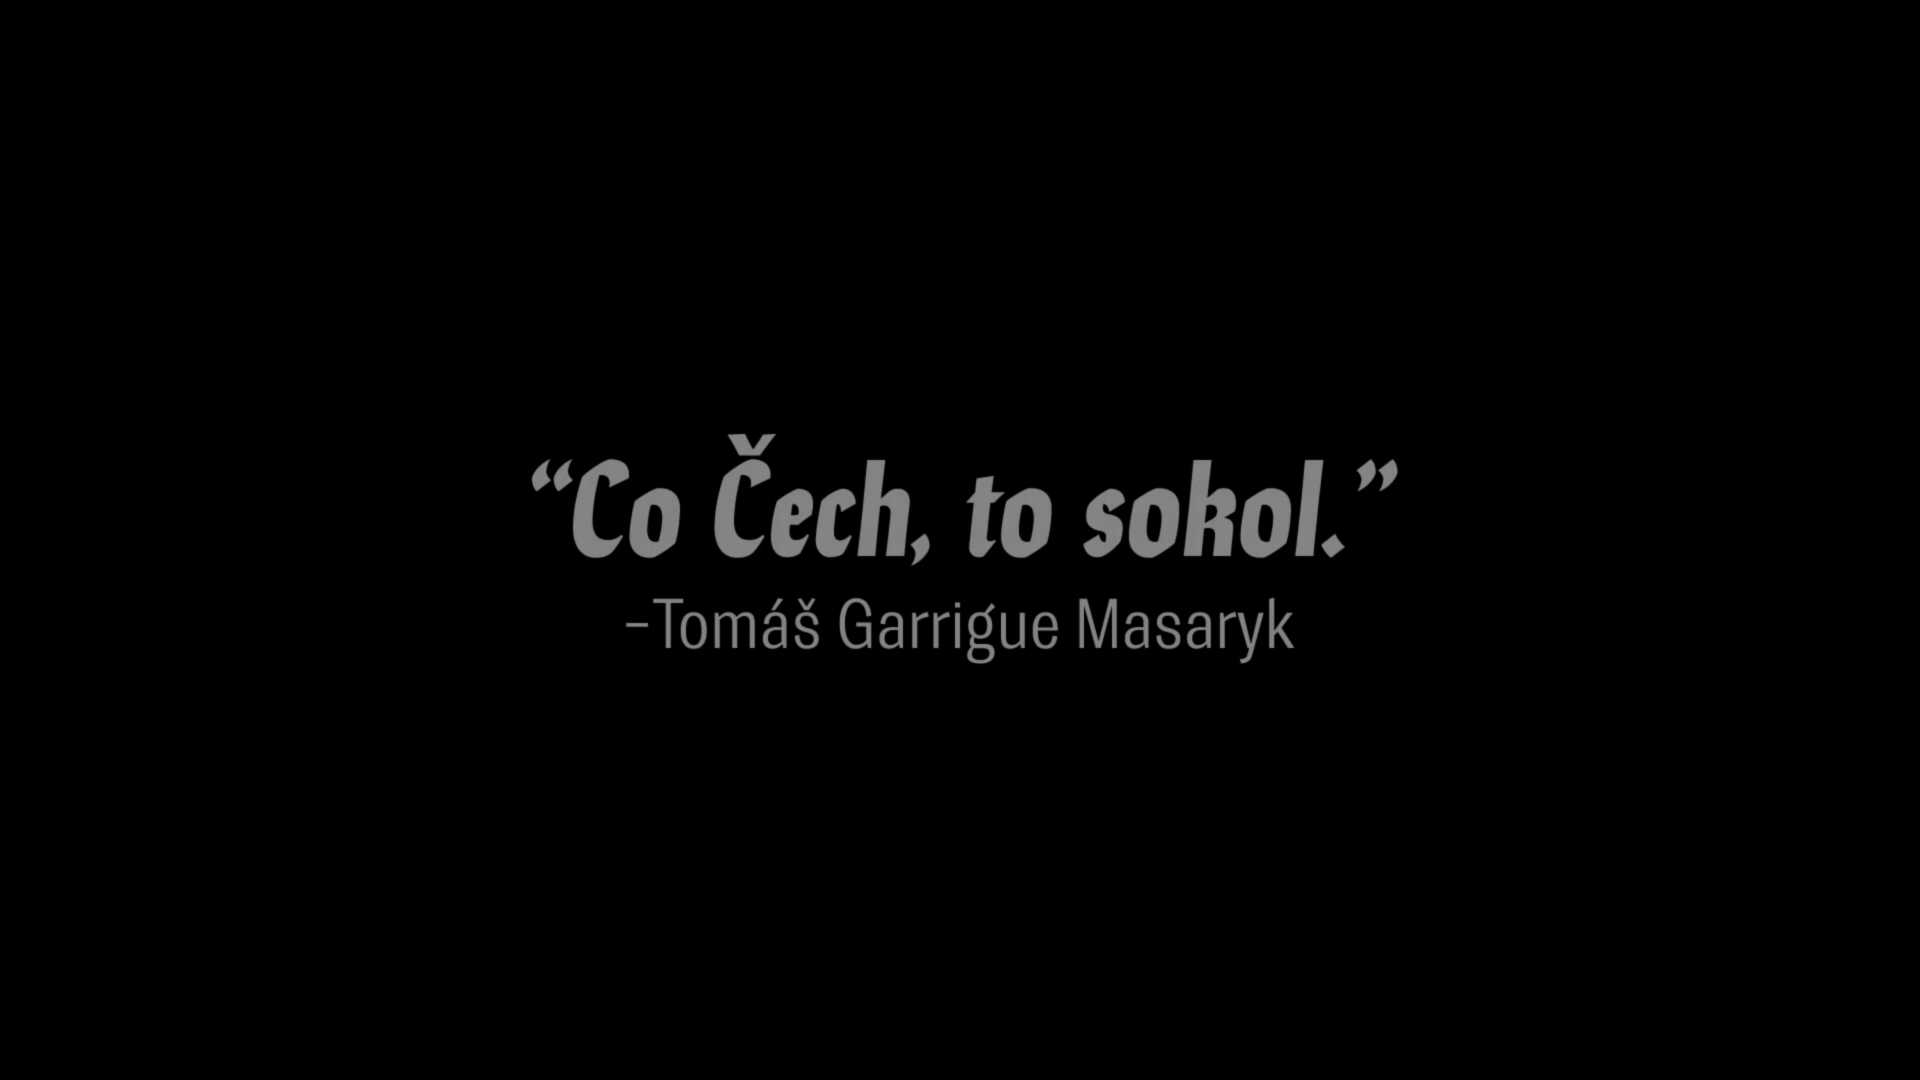 “Co Čech, to sokol.”
–Tomáš Garrigue Masaryk